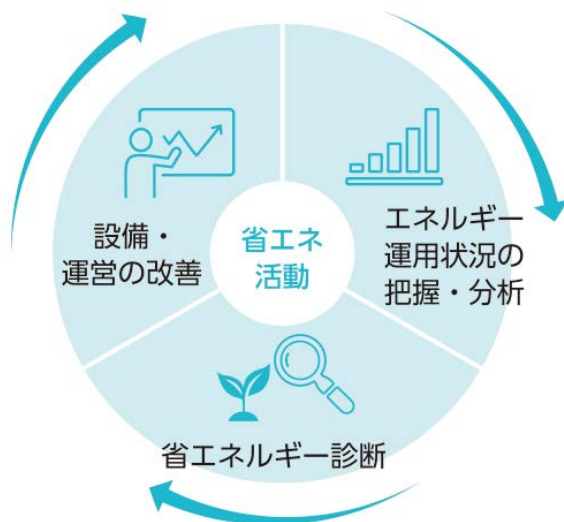 省エネ
活動
エネルギー
運用状況の
把握・分析
省エネルギー診断
設備・
運営の改善